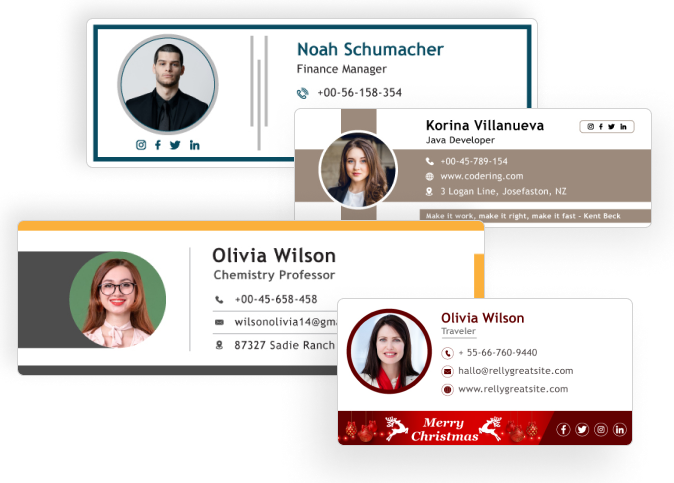 Noah Schumacher
Finance Manager
+00-56-158-354
Korina Villanueva
Java Developer
+00-45-789-154
www.codering.com
3 Logan Line, Josefaston, NZ
Make it work, make it right, make it fast - Kent Beck
Olivia Wilson
Chemistry Professor
+00-45-658-458
wilsonolivia14@gm
87327 Sadie Ranch
Olivia Wilson
Traveler
+ 55-66-760-9440
hallo@rellygreatsite.com
www.rellygreatsite.com
Merry
Christmas